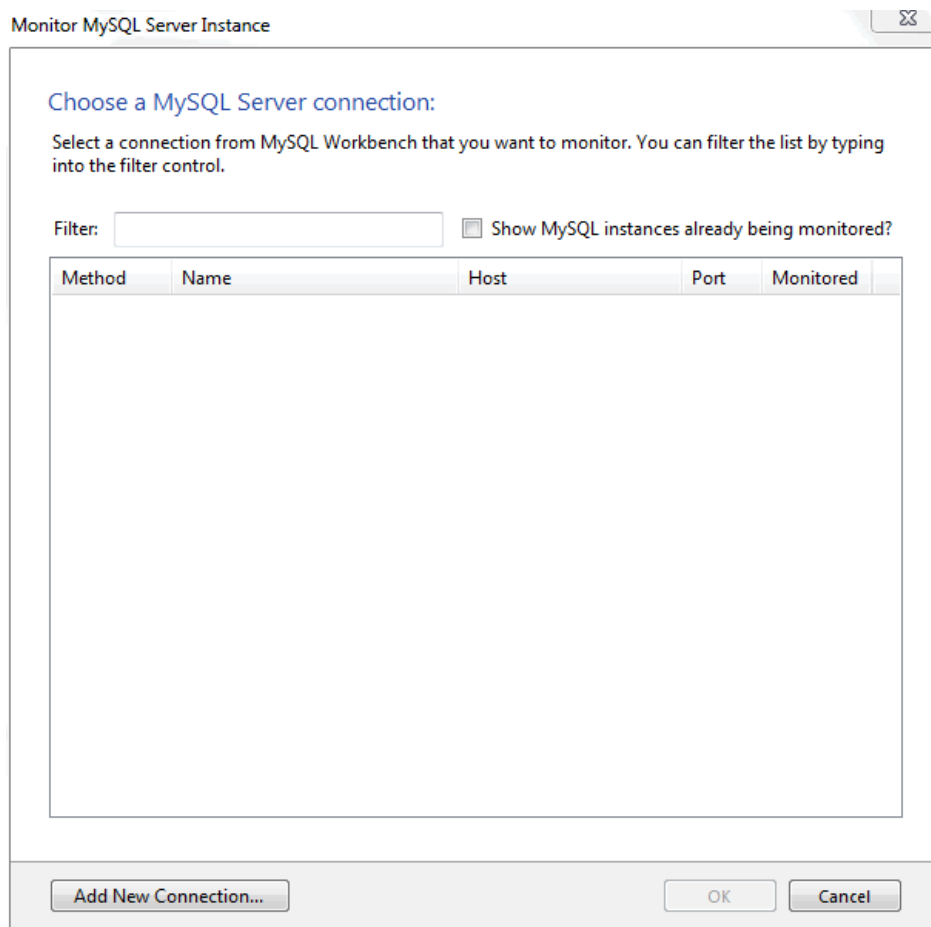 Monitor MySQL Server Instance
Choose a MySQL Server connection:
Select a connection from MySQL Workbench that you want to monitor. You can filter the list by typing
into the filter control.
Filter: Show MySQL instances already being monitored?
Method Name Host Port Monitored
Add New Connection... OK Cancel